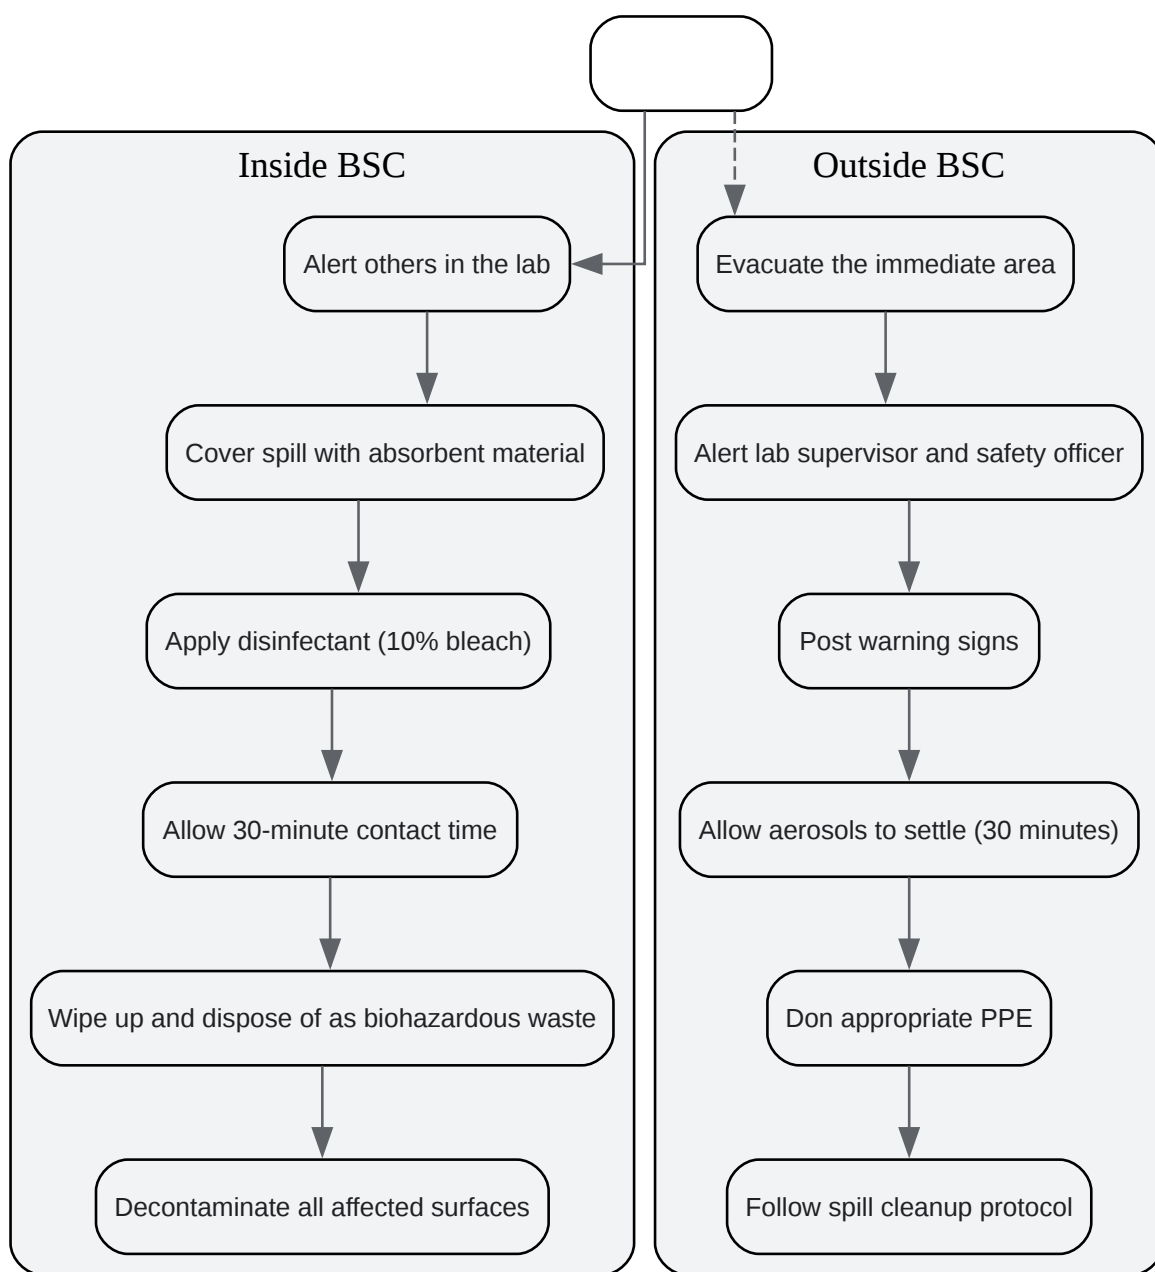 Inside BSC
Alert others in the lab
Cover spill with absorbent material
Apply disinfectant (10% bleach)
Allow 30-minute contact time
Wipe up and dispose of as biohazardous waste
Decontaminate all affected surfaces
Outside BSC
Evacuate the immediate area
Alert lab supervisor and safety officer
Post warning signs
Allow aerosols to settle (30 minutes)
Don appropriate PPE
Follow spill cleanup protocol